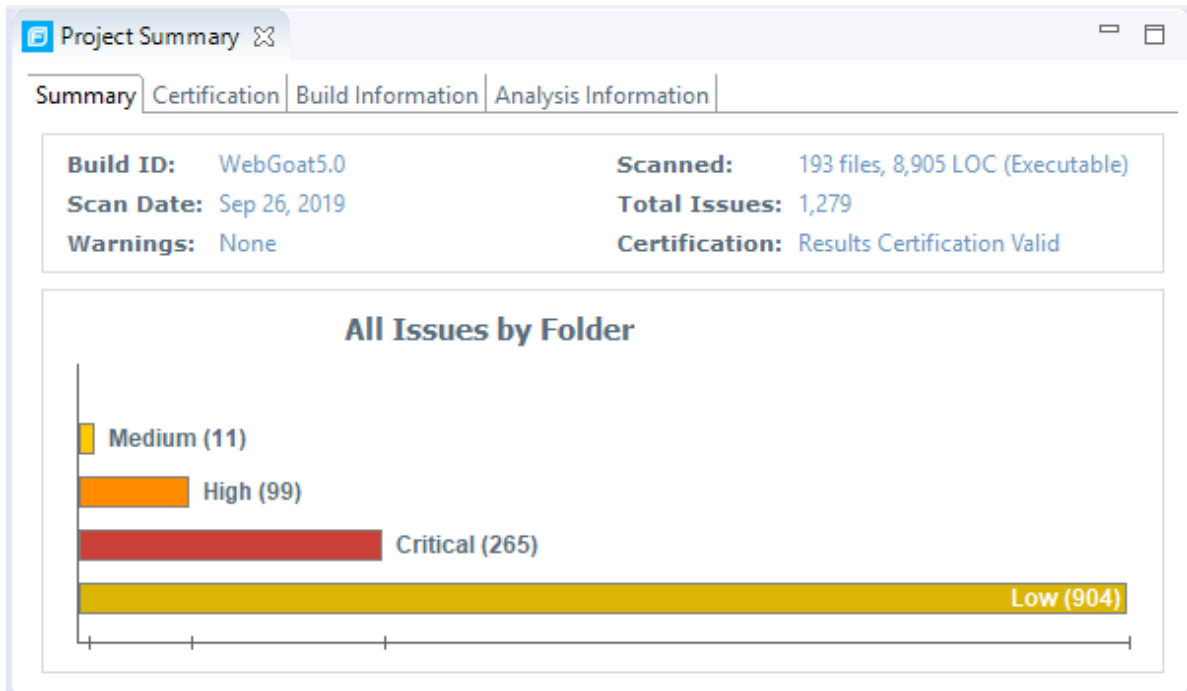 Project Summary
Summary Certification Build Information Analysis Information
Build ID: WebGoat5.0 Scanned: 193 files, 8,905 LOC (Executable)
Scan Date: Sep 26, 2019 Total Issues: 1,279
Warnings: None Certification: Results Certification Valid
All Issues by Folder
Medium (11)
High (99)
Critical (265)
Low (904)